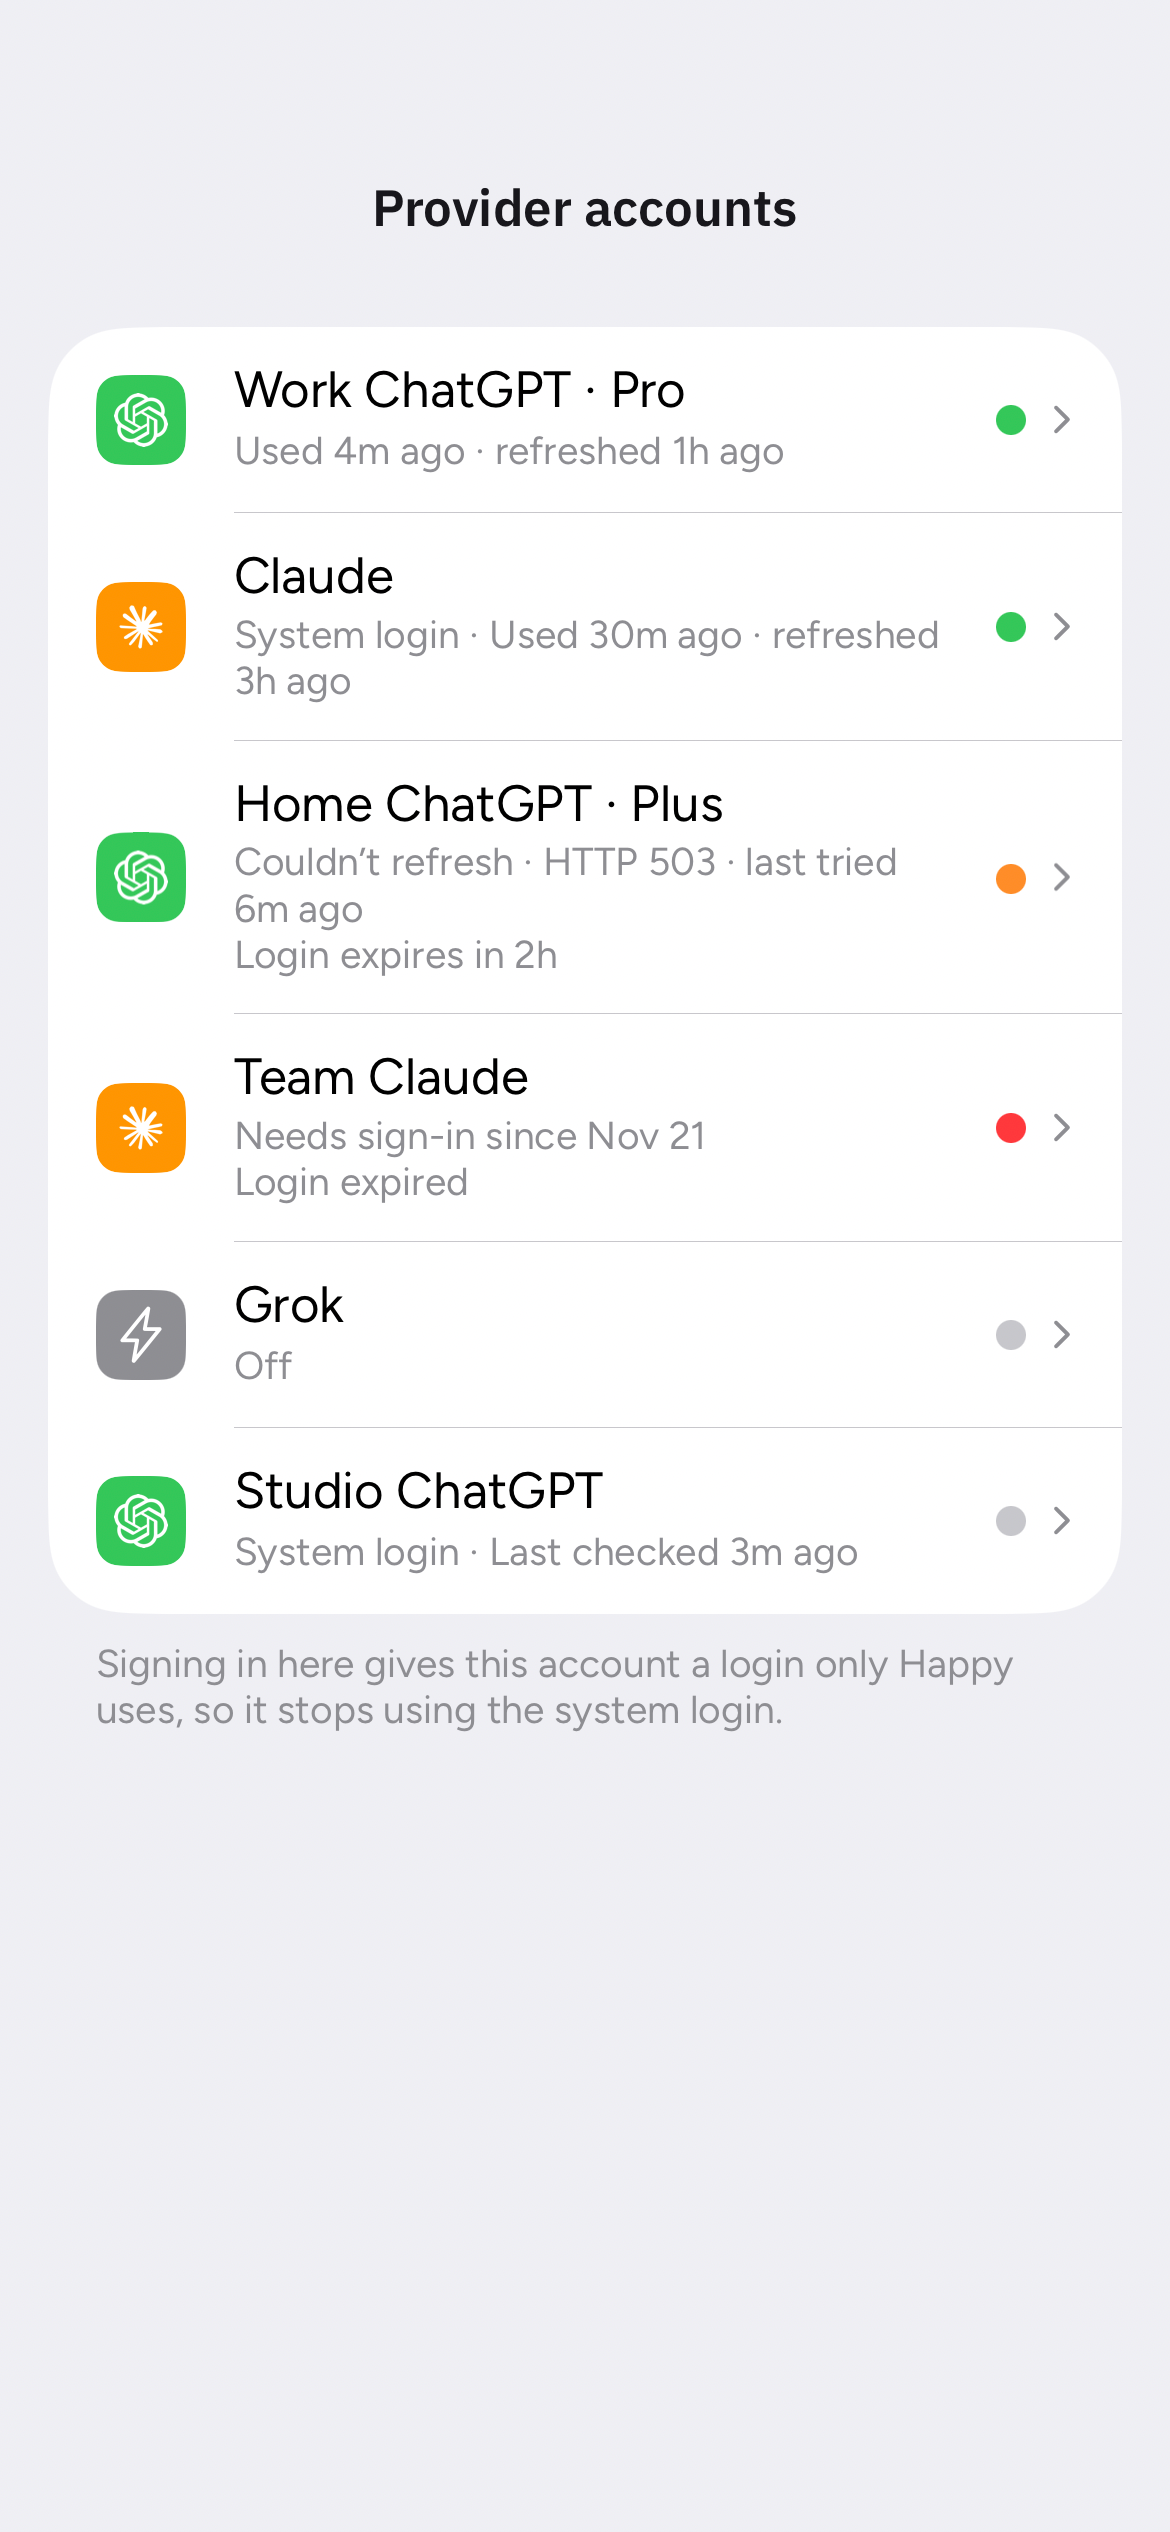 Provider accounts
Work ChatGPT · Pro
Used 4m ago · refreshed 1h ago
Claude
System login · Used 30m ago · refreshed
3h ago
Home ChatGPT · Plus
Couldn’t refresh · HTTP 503 · last tried
6m ago
Login expires in 2h
Team Claude
Needs sign-in since Nov 21
Login expired
Grok
Off
Studio ChatGPT
System login · Last checked 3m ago
Signing in here gives this account a login only Happy
uses, so it stops using the system login.